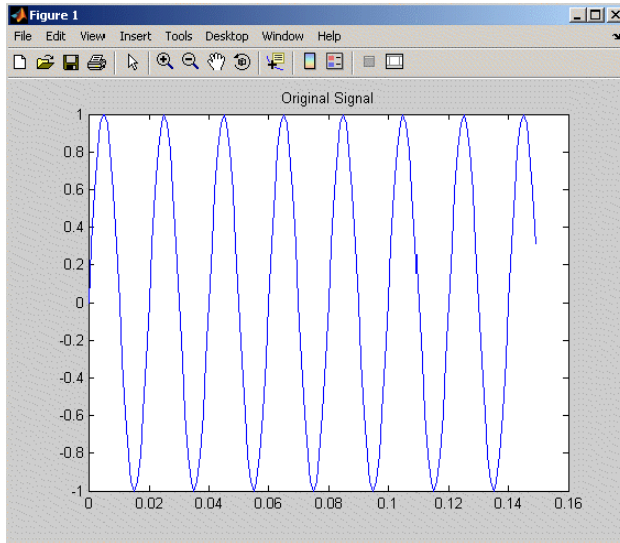 Figure 1
File Edit View Insert Tools Desktop Window Help
Original Signal
1
0.8
0.6
0.4
0.2
0
-0.2
-0.4
-0.6
-0.8
-1
0 0.02 0.04 0.06 0.08 0.1 0.12 0.14 0.16